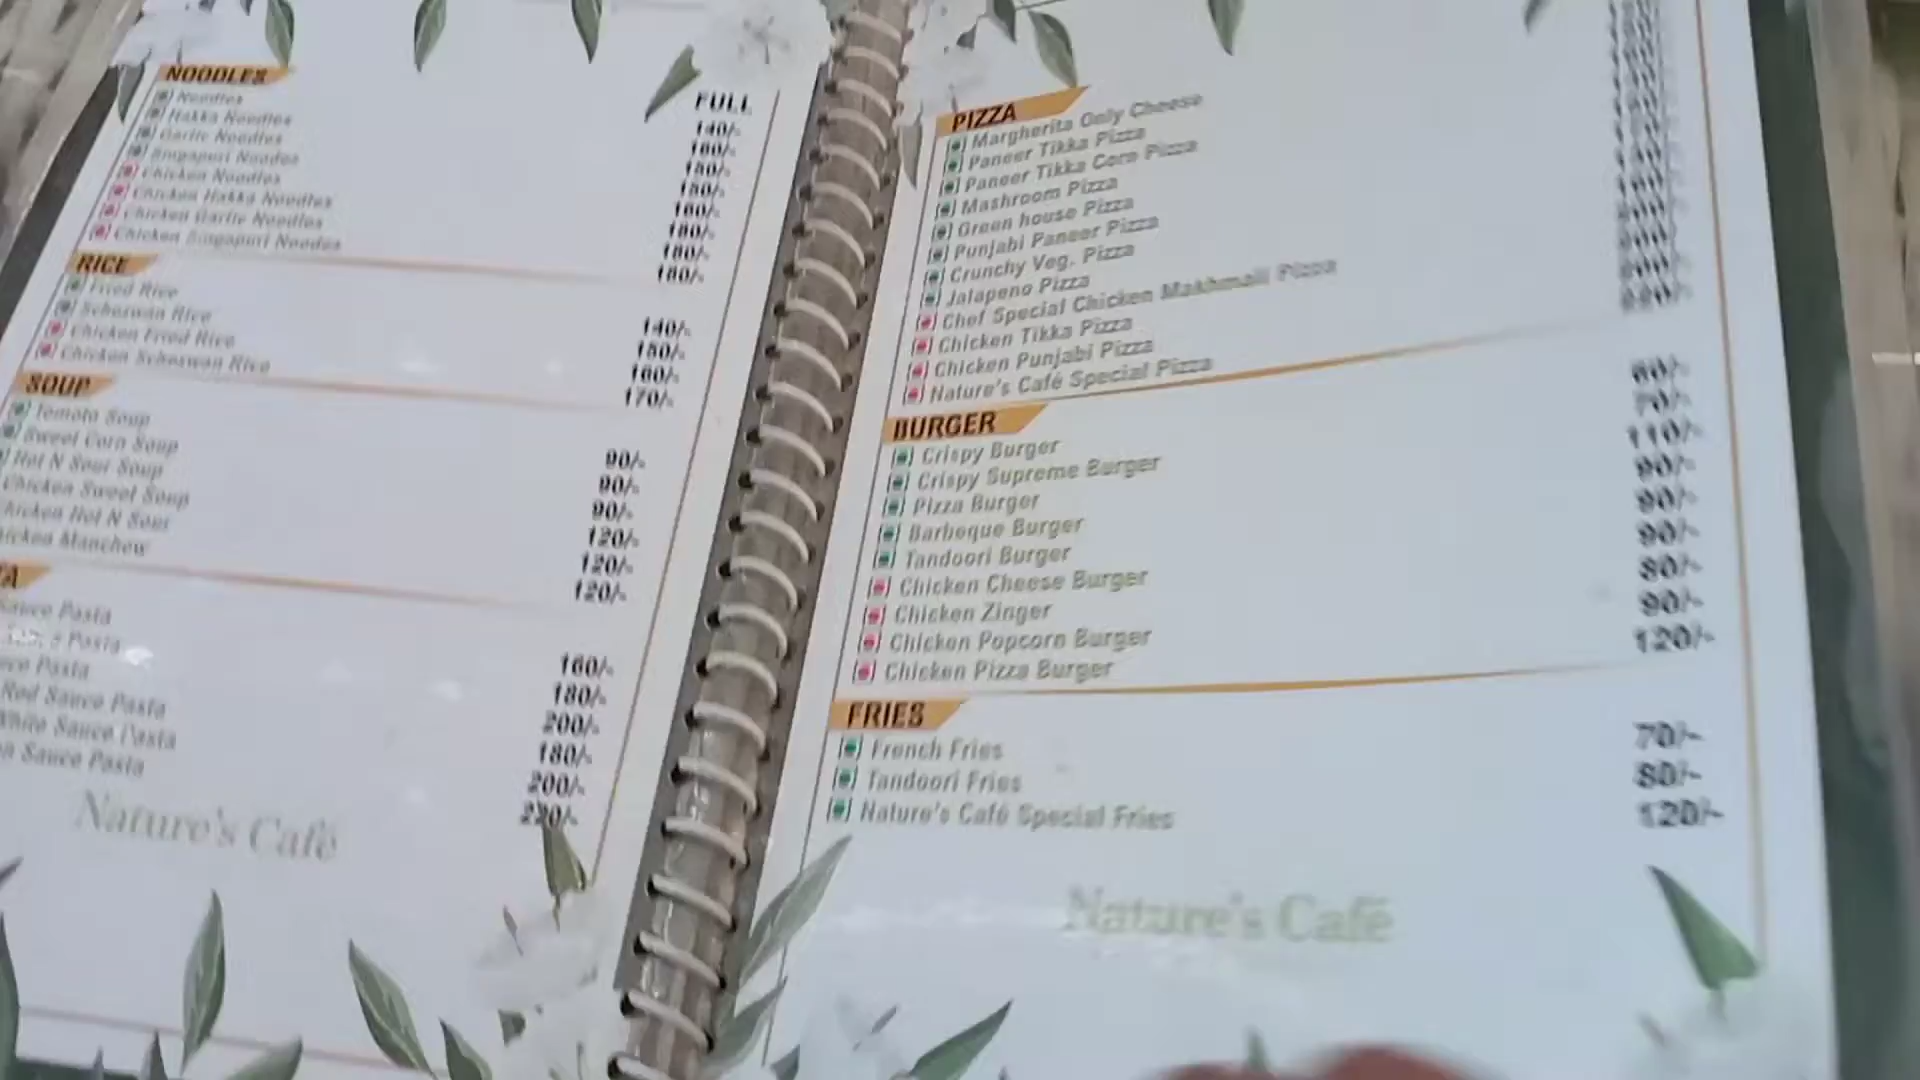 NOODLES
FULL
Noodles 140/-
Hakka Noodles 160/-
Garlic Noodles 150/-
Singapuri Noodles 150/-
Chicken Noodles 160/-
Chicken Hakka Noodles 180/-
Chicken Garlic Noodles 180/-
Chicken Singapuri Noodles 180/-
RICE
Fried Rice 140/-
Schezwan Rice 150/-
Chicken Fried Rice 160/-
Chicken Schezwan Rice 170/-
SOUP
Tomato Soup 90/-
Sweet Corn Soup 90/-
Hot N Sour Soup 90/-
Chicken Sweet Soup 120/-
hicken Hot N Sour 120/-
icken Manchow 120/-
TA
Sauce Pasta 160/-
Pasta 180/-
uce Pasta 200/-
Red Sauce Pasta 180/-
White Sauce Pasta 200/-
Sauce Pasta
Nature's Café
PIZZA
Margherita Only Cheese
Paneer Tikka Pizza
Paneer Tikka Corn Pizza
Mashroom Pizza
Green house Pizza
Punjabi Paneer Pizza
Crunchy Veg. Pizza
Jalapeno Pizza
Chef Special Chicken Makhmali Pizza
Chicken Tikka Pizza
Chicken Punjabi Pizza
Nature's Café Special Pizza
BURGER
Crispy Burger 60/-
Crispy Supreme Burger 70/-
Pizza Burger 110/-
Barbeque Burger 90/-
Tandoori Burger 90/-
Chicken Cheese Burger 90/-
Chicken Zinger 80/-
Chicken Popcorn Burger 90/-
Chicken Pizza Burger 120/-
FRIES
French Fries 70/-
Tandoori Fries 80/-
Nature's Café Special Fries 120/-
Nature's Café